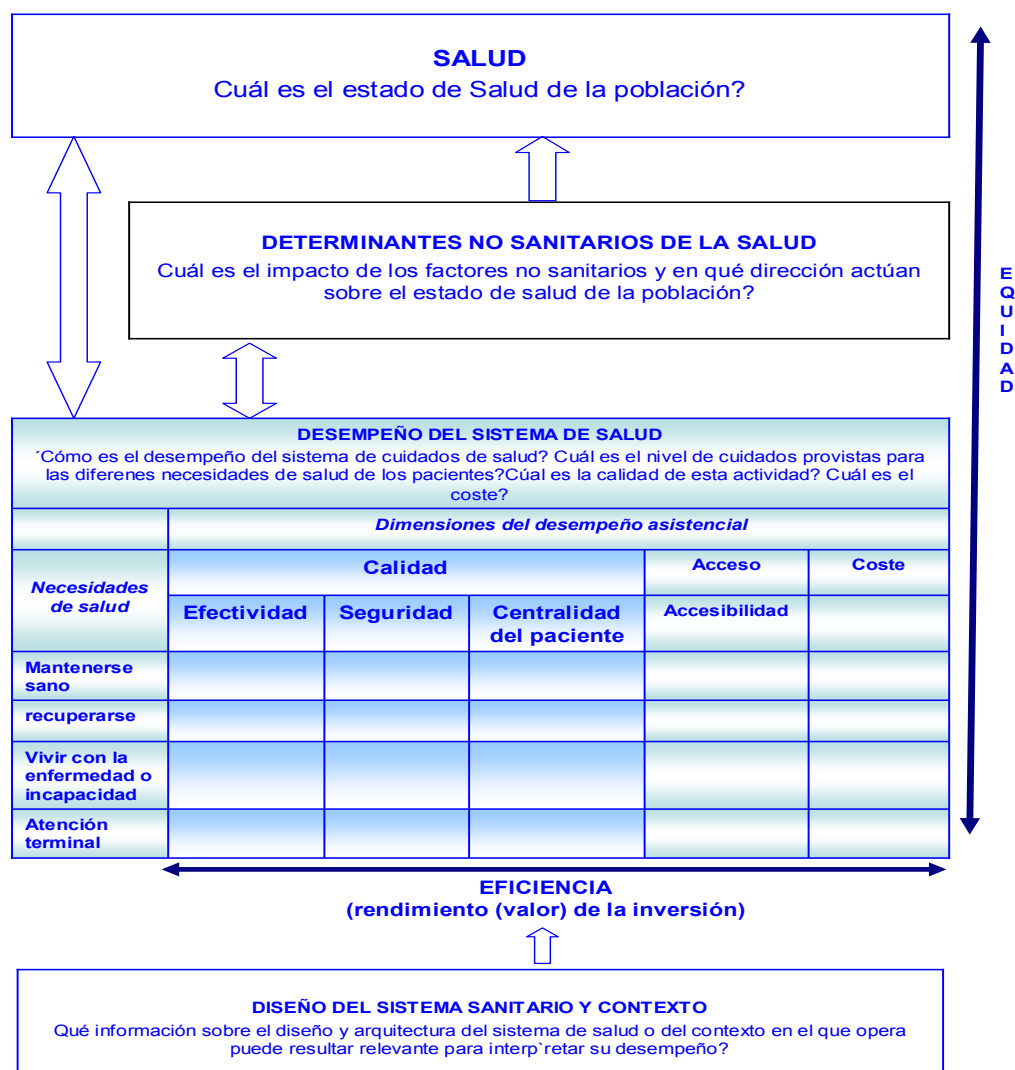 SALUD
Cuál es el estado de Salud de la población?
DETERMINANTES NO SANITARIOS DE LA SALUD
Cuál es el impacto de los factores no sanitarios y en qué dirección actúan
sobre el estado de salud de la población?
EQUIDAD
DESEMPEÑO DEL SISTEMA DE SALUD
´Cómo es el desempeño del sistema de cuidados de salud? Cuál es el nivel de cuidados provistas para
las diferenes necesidades de salud de los pacientes?Cúal es la calidad de esta actividad? Cuál es el
coste?
Dimensiones del desempeño asistencial
Necesidades
de salud
Calidad
Acceso
Coste
Efectividad
Seguridad
Centralidad
del paciente
Accesibilidad
Mantenerse
sano
recuperarse
Vivir con la
enfermedad o
incapacidad
Atención
terminal
EFICIENCIA
(rendimiento (valor) de la inversión)
DISEÑO DEL SISTEMA SANITARIO Y CONTEXTO
Qué información sobre el diseño y arquitectura del sistema de salud o del contexto en el que opera
puede resultar relevante para interp`retar su desempeño?